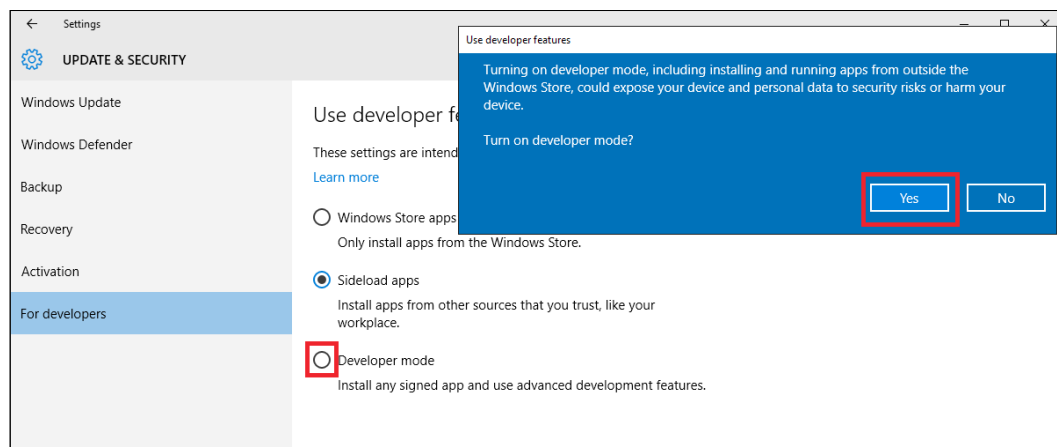 Settings
UPDATE & SECURITY
Windows Update
Windows Defender
Backup
Recovery
Activation
For developers
Use developer
These settings are intend
Learn more
Windows Store apps
Only install apps from the Windows Store.
Sideload apps
Install apps from other sources that you trust, like your
workplace.
Developer mode
Install any signed app and use advanced development features.
Use developer features
Turning on developer mode, including installing and running apps from outside the
Windows Store, could expose your device and personal data to security risks or harm your
device.
Turn on developer mode?
Yes
No